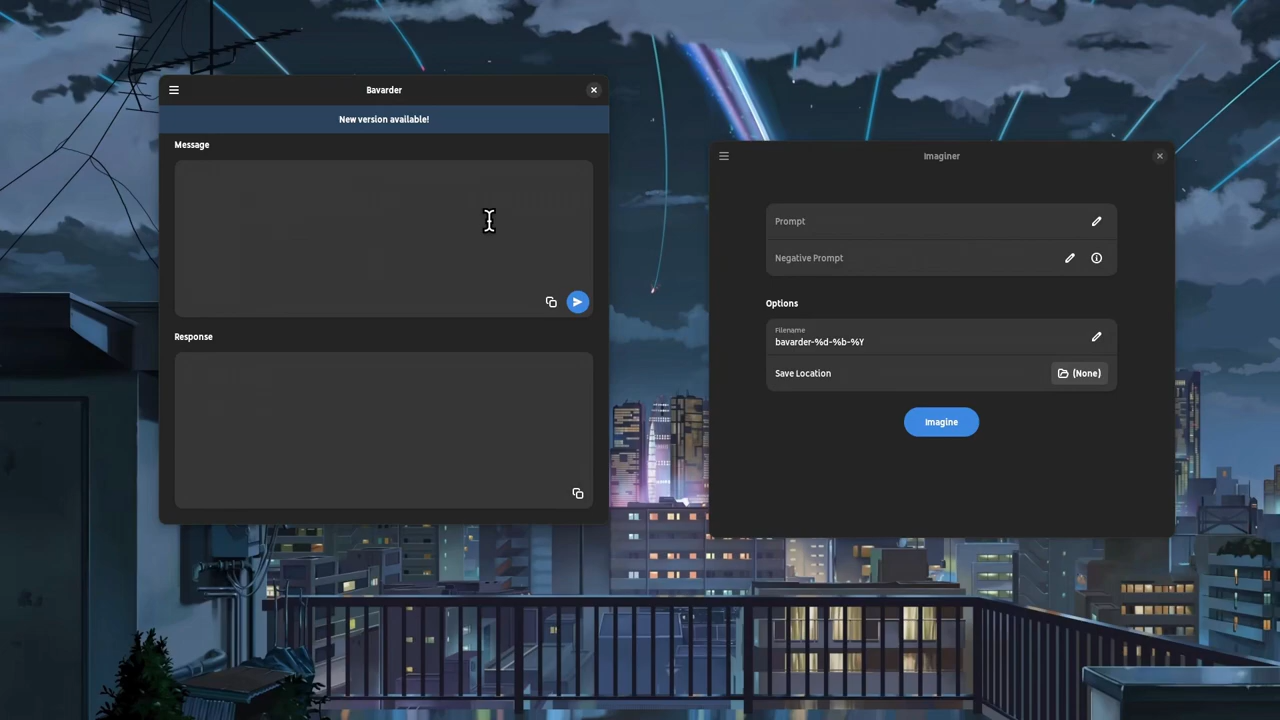 Bavarder
New version available!
Message
Response
Imaginer
Prompt
Negative Prompt
Options
Filename
bavarder-%d-%b-%Y
Save Location
(None)
Imagine